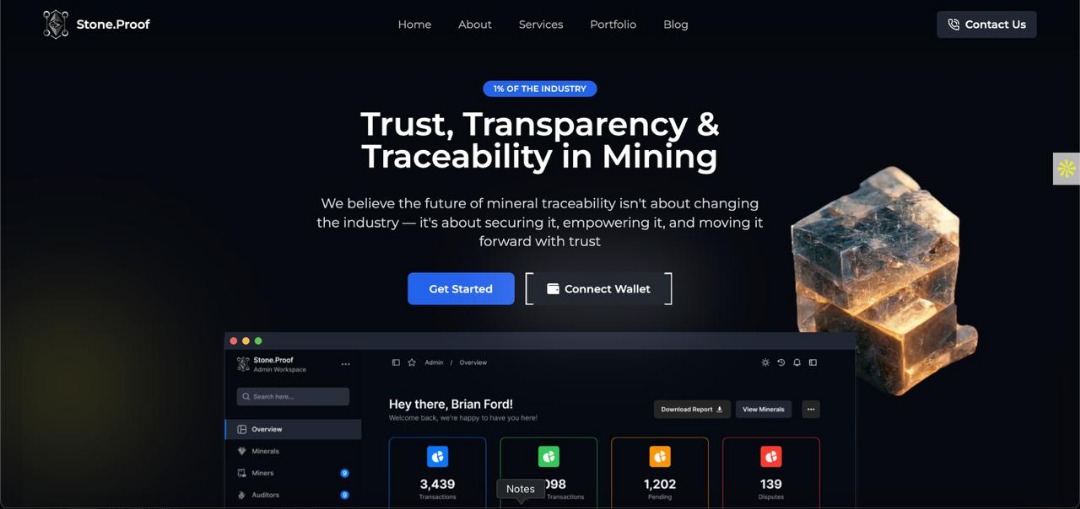 Stone.Proof
Home About Services Portfolio Blog
Contact Us
1% OF THE INDUSTRY
Trust, Transparency &
Traceability in Mining
We believe the future of mineral traceability isn't about changing
the industry — it's about securing it, empowering it, and moving it
forward with trust
Get Started
Connect Wallet
Stone.Proof
Admin Workspace
Admin / Overview
Search here...
Hey there, Brian Ford!
Welcome back, we're happy to have you here!
Download Report
View Minerals
Overview
Minerals
Miners 9
Auditors 9
3,439
Transactions
098
Transactions
1,202
Pending
139
Disputes
Notes